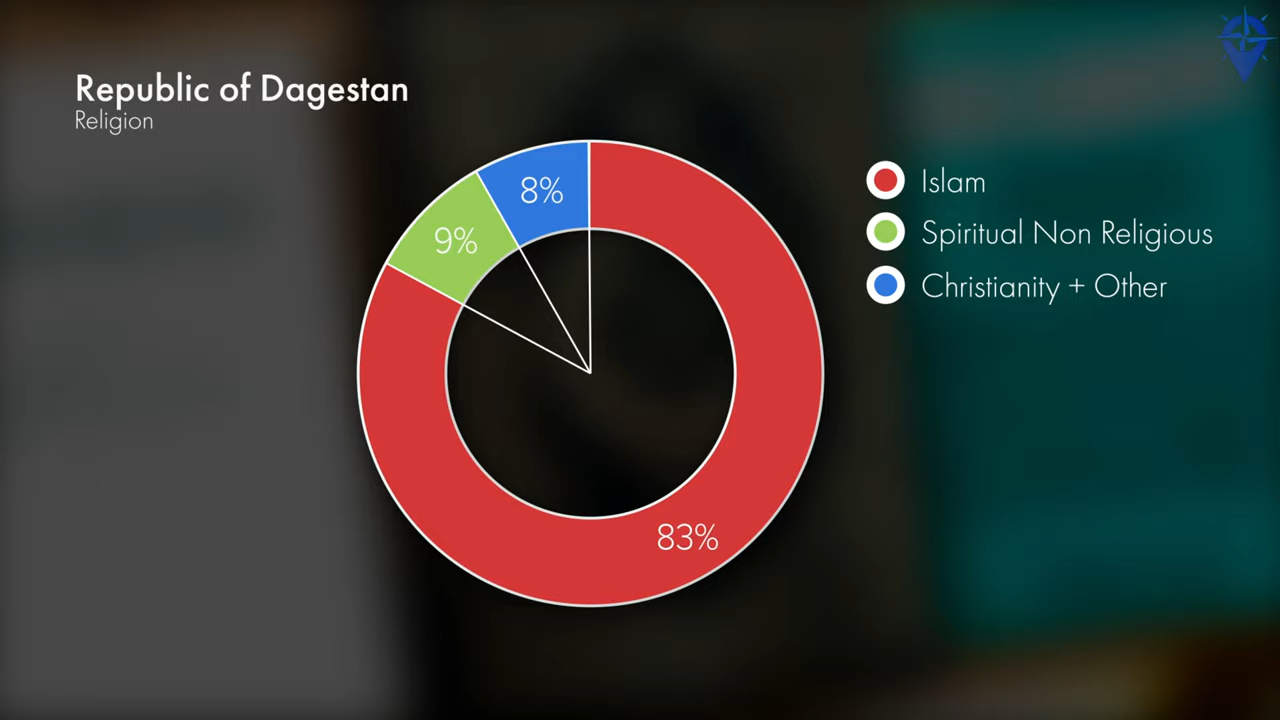 Republic of Dagestan
Religion
8%
9%
83%
Islam
Spiritual Non Religious
Christianity + Other